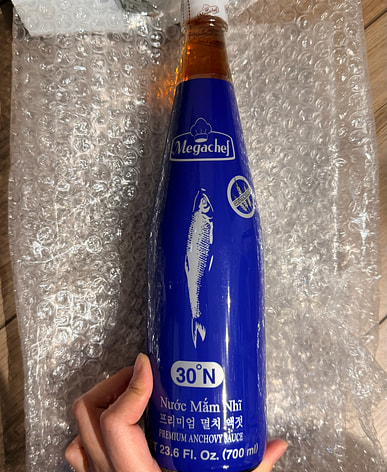 Megachef
30°N
Nước Mắm Nhĩ
프리미엄 멸치 액젓
PREMIUM ANCHOVY SAUCE
23.6 FL. Oz. (700 ml)